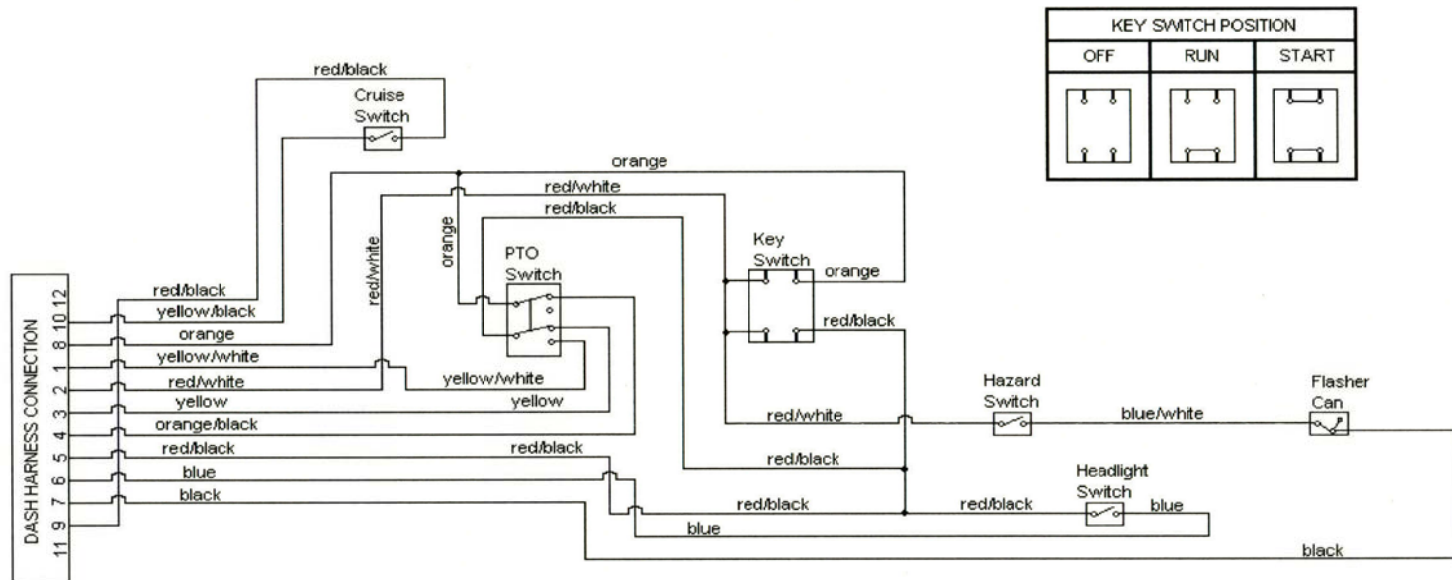 KEY SWITCH POSITION
OFF RUN START
red/black
Cruise
Switch
orange
red/white
red/black
orange
red/white
PTO
Switch
Key
Switch
orange
red/black
DASH HARNESS CONNECTION
12
10
8
1
2
3
4
5
6
7
9
11
red/black
yellow/black
orange
yellow/white
red/white
yellow
orange/black
red/black
blue
black
yellow/white
yellow
red/black
red/white
Hazard
Switch
blue/white
Flasher
Can
red/black
Headlight
Switch
red/black
red/black
blue
blue
black